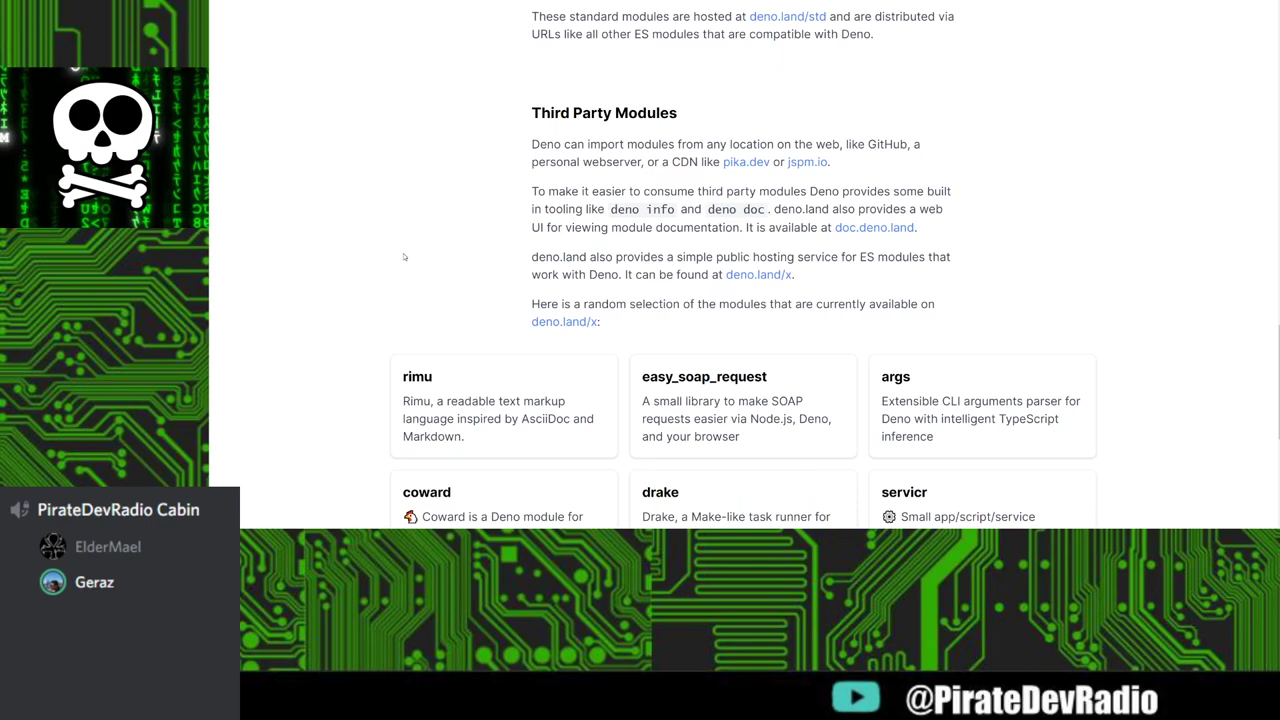 These standard modules are hosted at deno.land/std and are distributed via
URLs like all other ES modules that are compatible with Deno.
Third Party Modules
Deno can import modules from any location on the web, like GitHub, a
personal webserver, or a CDN like pika.dev or jspm.io.
To make it easier to consume third party modules Deno provides some built
in tooling like deno info and deno doc. deno.land also provides a web
UI for viewing module documentation. It is available at doc.deno.land.
deno.land also provides a simple public hosting service for ES modules that
work with Deno. It can be found at deno.land/x.
Here is a random selection of the modules that are currently available on
deno.land/x:
rimu
Rimu, a readable text markup
language inspired by AsciiDoc and
Markdown.
easy_soap_request
A small library to make SOAP
requests easier via Node.js, Deno,
and your browser
args
Extensible CLI arguments parser for
Deno with intelligent TypeScript
inference
coward
Coward is a Deno module for
drake
Drake, a Make-like task runner for
servicr
Small app/script/service
PirateDevRadio Cabin
ElderMael
Geraz
@PirateDevRadio